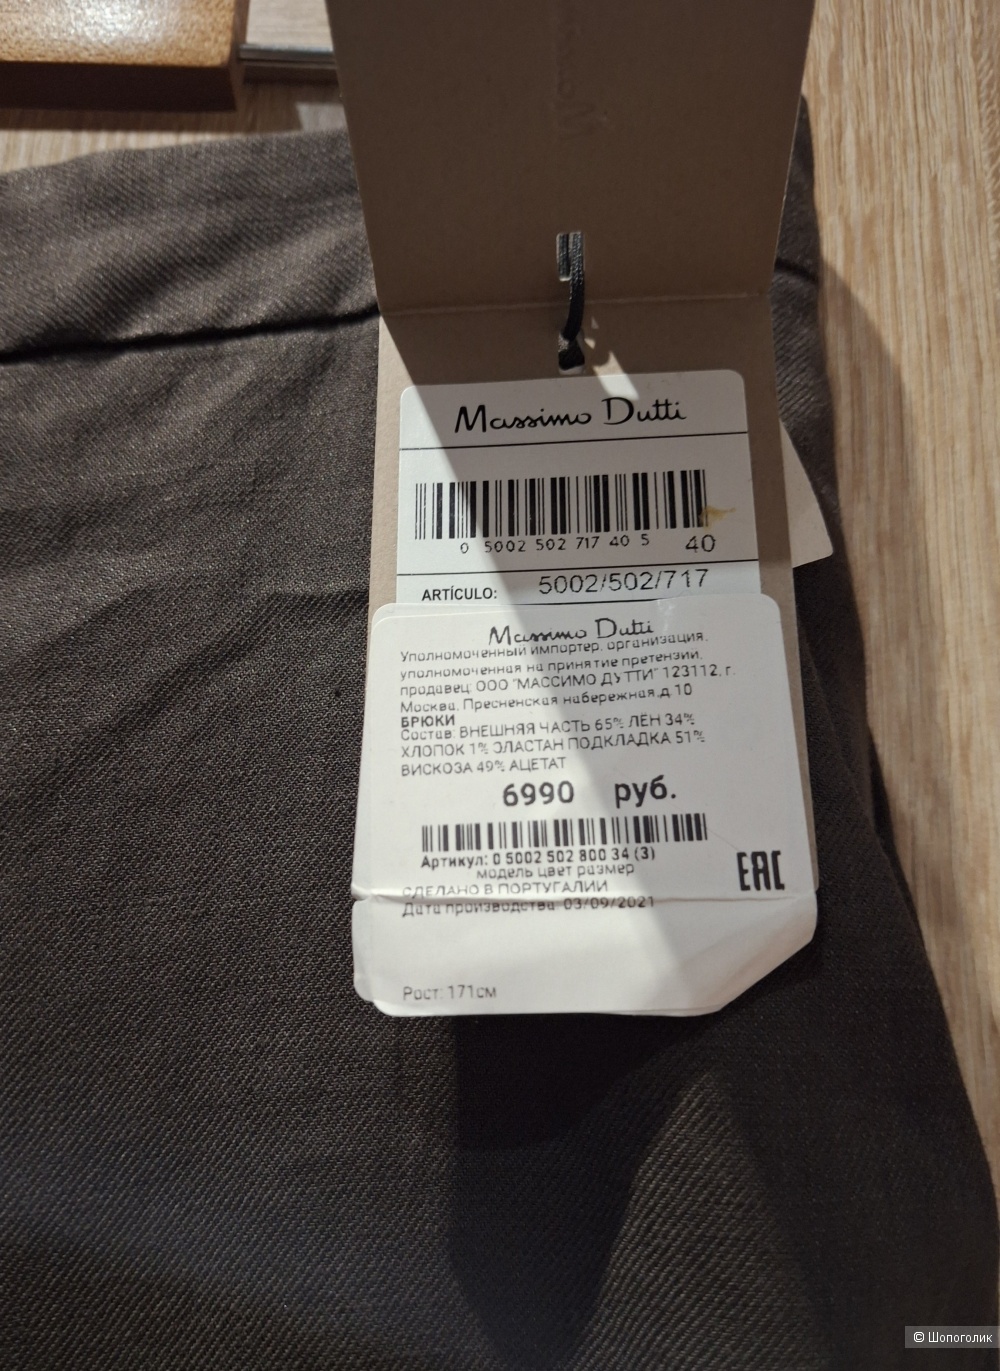 Massimo Dutti
0 5002 502 717 40 5 40
ARTÍCULO: 5002/502/717
Massimo Dutti
Уполномоченный импортер, организация,
уполномоченная на принятие претензии,
продавец: ООО "МАССИМО ДУТТИ" 123112, г.
Москва, Пресненская набережная,д 10
БРЮКИ
Состав: ВНЕШНЯЯ ЧАСТЬ 65% ЛЁН 34%
ХЛОПОК 1% ЭЛАСТАН ПОДКЛАДКА 51%
ВИСКОЗА 49% АЦЕТАТ
6990 руб.
Артикул: 0 5002 502 800 34 (3)
модель цвет размер
EAC
СДЕЛАНО В ПОРТУГАЛИИ
Дата производства 03/09/2021
Рост: 171см
© Шопоголик